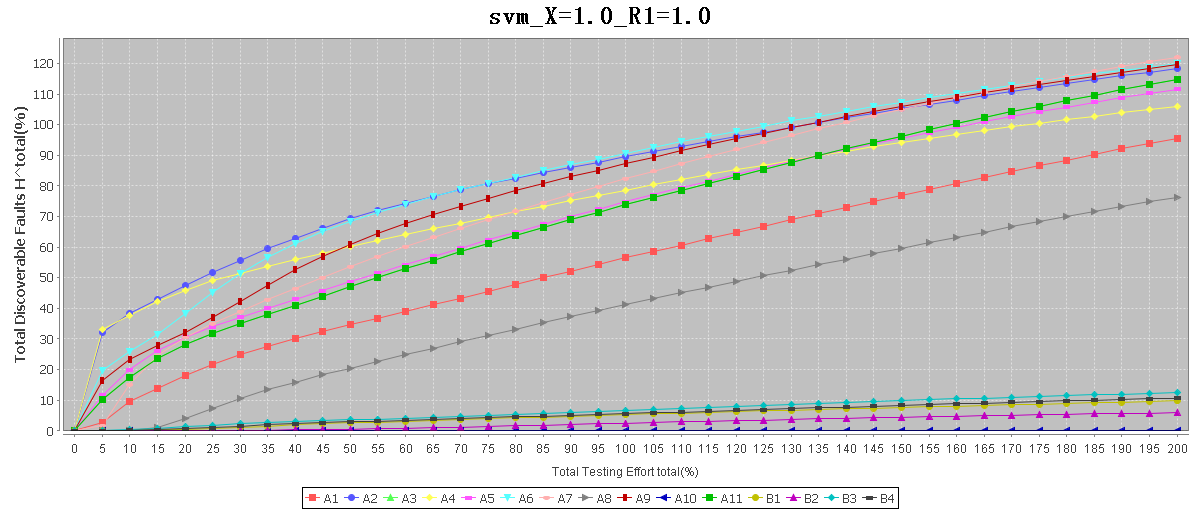 svm_X=1.0_R1=1.0
Total Discoverable Faults H^total(%)
120
110
100
90
80
70
60
50
40
30
20
10
0
0 5 10 15 20 25 30 35 40 45 50 55 60 65 70 75 80 85 90 95 100 105 110 115 120 125 130 135 140 145 150 155 160 165 170 175 180 185 190 195 200
Total Testing Effort total(%)
A1 A2 A3 A4 A5 A6 A7 A8 A9 A10 A11 B1 B2 B3 B4